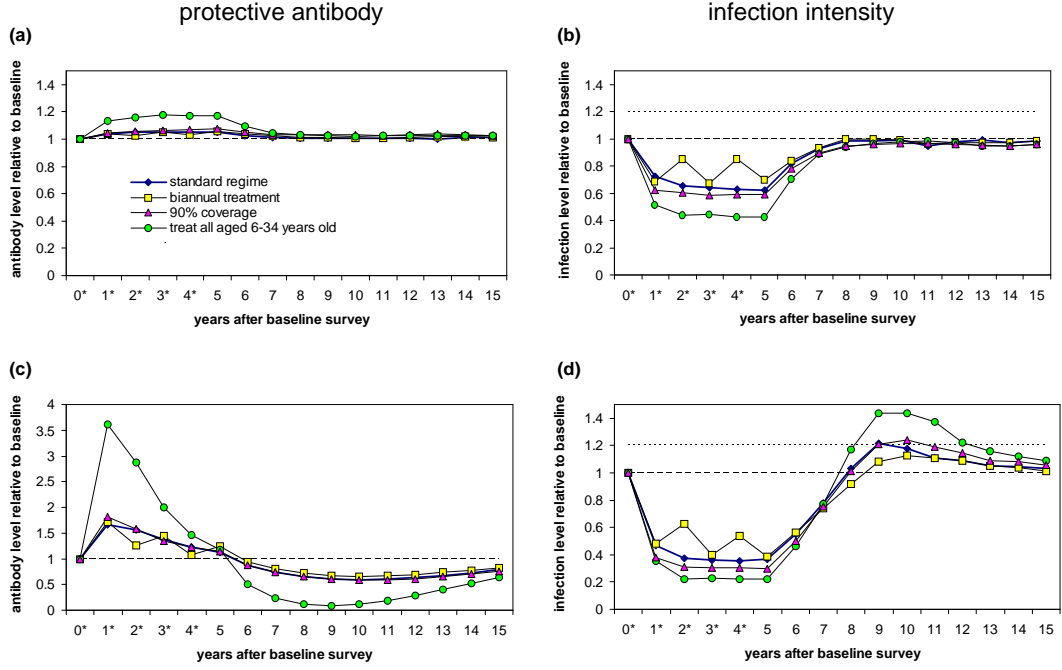 protective antibody
infection intensity
(a)
antibody level relative to baseline
1.4
1.2
1
0.8
0.6
0.4
0.2
0
standard regime
biannual treatment
90% coverage
treat all aged 6-34 years old
0* 1* 2* 3* 4* 5 6 7 8 9 10 11 12 13 14 15
years after baseline survey
(b)
infection level relative to baseline
1.4
1.2
1
0.8
0.6
0.4
0.2
0
0* 1* 2* 3* 4* 5 6 7 8 9 10 11 12 13 14 15
years after baseline survey
(c)
antibody level relative to baseline
4
3.5
3
2.5
2
1.5
1
0.5
0
0* 1* 2* 3* 4* 5 6 7 8 9 10 11 12 13 14 15
years after baseline survey
(d)
infection level relative to baseline
1.4
1.2
1
0.8
0.6
0.4
0.2
0
0* 1* 2* 3* 4* 5 6 7 8 9 10 11 12 13 14 15
years after baseline survey